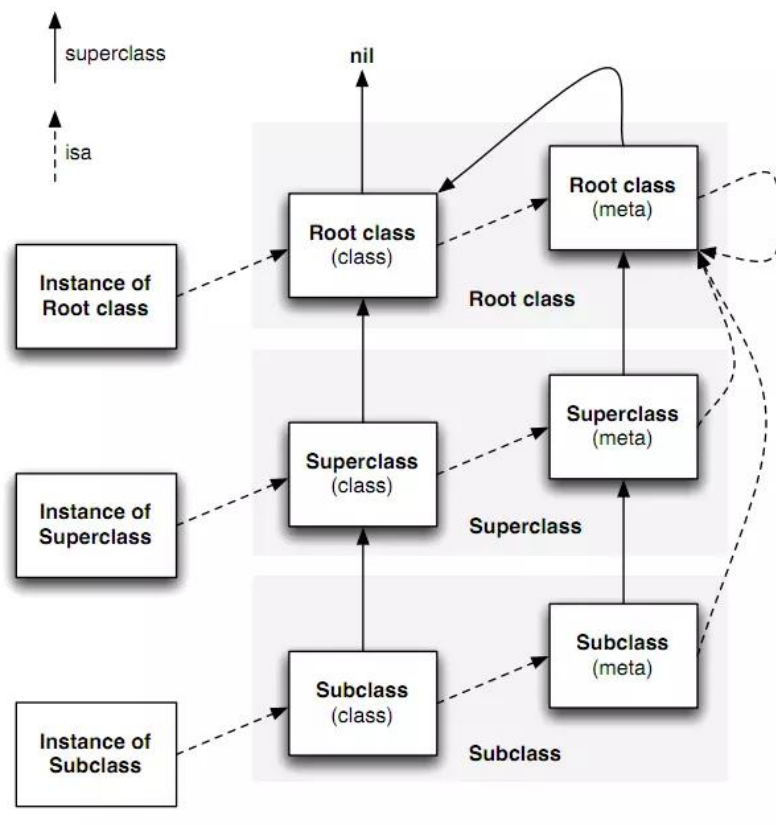 superclass
isa
nil
Root class
(meta)
Root class
(class)
Instance of
Root class
Root class
Superclass
(meta)
Superclass
(class)
Instance of
Superclass
Superclass
Subclass
(meta)
Subclass
(class)
Instance of
Subclass
Subclass